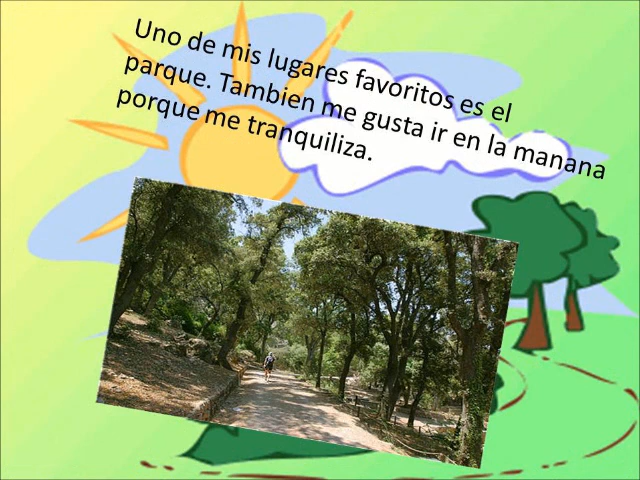 Uno de mis lugares favoritos es el
parque. Tambien me gusta ir en la manana
porque me tranquiliza.